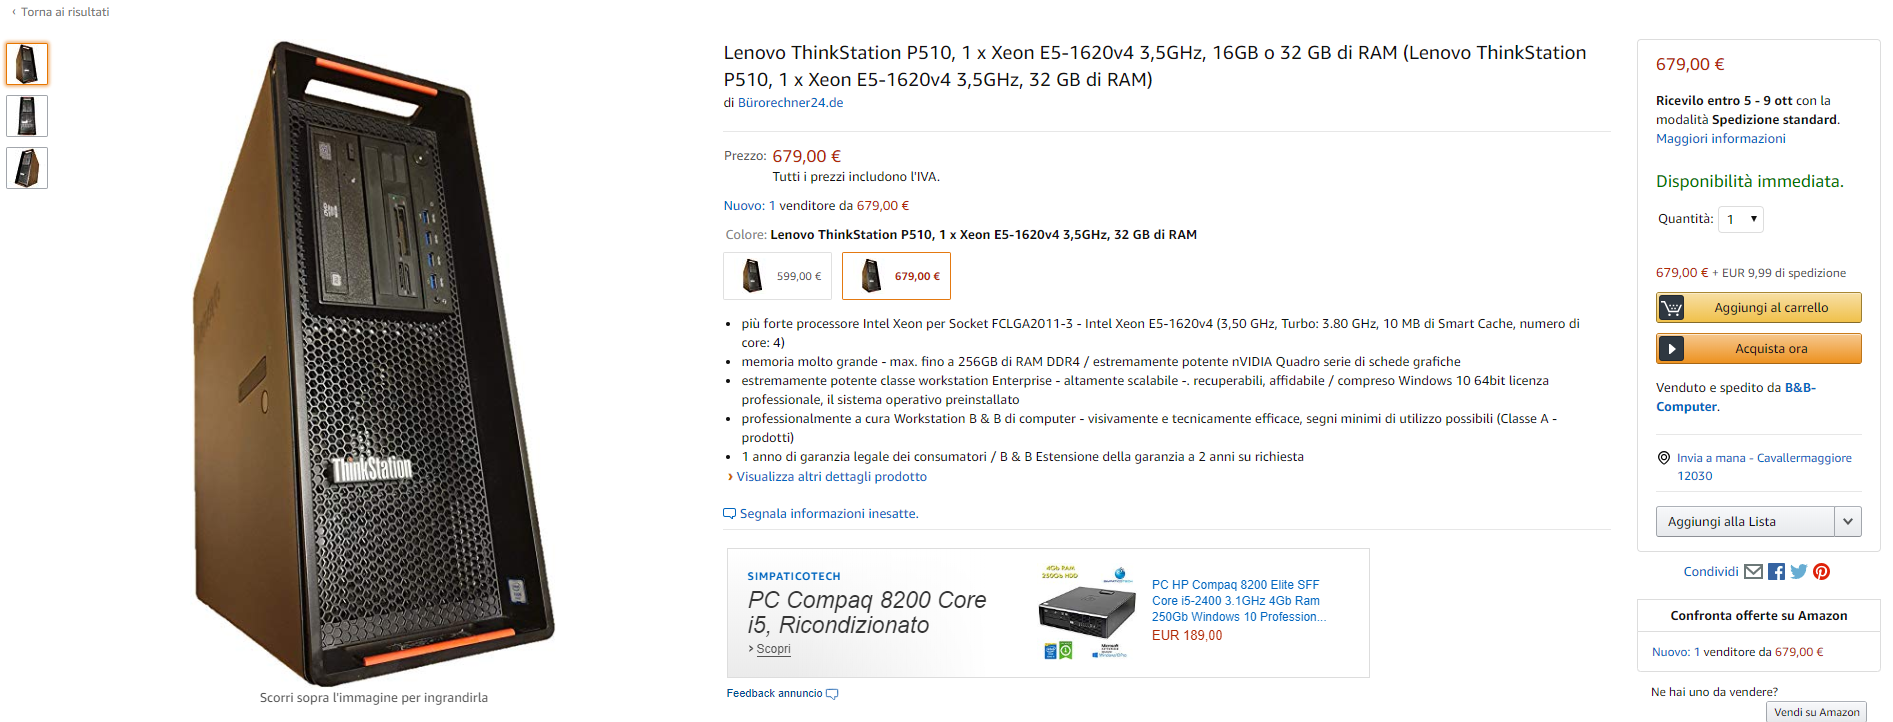 ‹ Torna ai risultati
ThinkStation
Scorri sopra l'immagine per ingrandirla
Lenovo ThinkStation P510, 1 x Xeon E5-1620v4 3,5GHz, 16GB o 32 GB di RAM (Lenovo ThinkStation
P510, 1 x Xeon E5-1620v4 3,5GHz, 32 GB di RAM)
di Bürorechner24.de
Prezzo: 679,00 €
Tutti i prezzi includono l'IVA.
Nuovo: 1 venditore da 679,00 €
Colore: Lenovo ThinkStation P510, 1 x Xeon E5-1620v4 3,5GHz, 32 GB di RAM
599,00 €
679,00 €
• più forte processore Intel Xeon per Socket FCLGA2011-3 - Intel Xeon E5-1620v4 (3,50 GHz, Turbo: 3.80 GHz, 10 MB di Smart Cache, numero di
core: 4)
• memoria molto grande - max. fino a 256GB di RAM DDR4 / estremamente potente nVIDIA Quadro serie di schede grafiche
• estremamente potente classe workstation Enterprise - altamente scalabile -. recuperabili, affidabile / compreso Windows 10 64bit licenza
professionale, il sistema operativo preinstallato
• professionalmente a cura Workstation B & B di computer - visivamente e tecnicamente efficace, segni minimi di utilizzo possibili (Classe A -
prodotti)
• 1 anno di garanzia legale dei consumatori / B & B Estensione della garanzia a 2 anni su richiesta
› Visualizza altri dettagli prodotto
Segnala informazioni inesatte.
SIMPATICOTECH
PC Compaq 8200 Core
i5, Ricondizionato
› Scopri
4Gb RAM
250Gb HDD
SIMPATICOTECH
PC HP Compaq 8200 Elite SFF
Core i5-2400 3.1GHz 4Gb Ram
250Gb Windows 10 Profession...
EUR 189,00
Feedback annuncio
679,00 €
Ricevilo entro 5 - 9 ott con la
modalità Spedizione standard.
Maggiori informazioni
Disponibilità immediata.
Quantità: 1
679,00 € + EUR 9,99 di spedizione
Aggiungi al carrello
Acquista ora
Venduto e spedito da B&B-
Computer.
Invia a mana - Cavallermaggiore
12030
Aggiungi alla Lista
Condividi
Confronta offerte su Amazon
Nuovo: 1 venditore da 679,00 €
Ne hai uno da vendere?
Vendi su Amazon